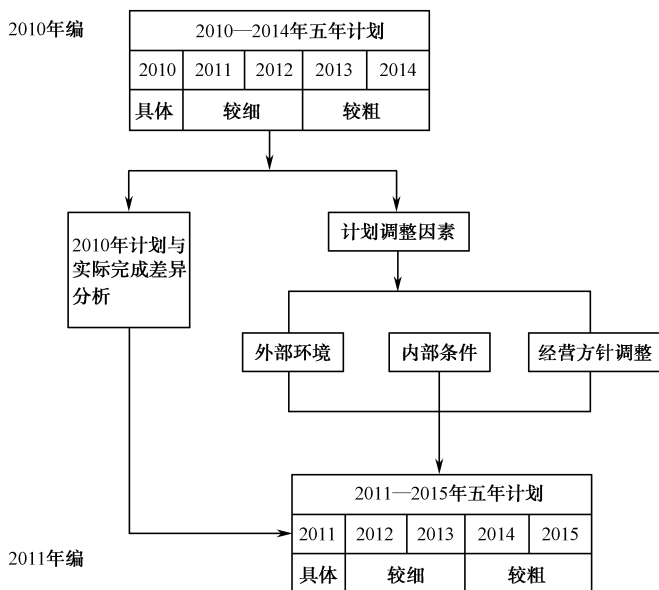 2010年编
2010—2014年五年计划
2010 2011 2012 2013 2014
具体 较细 较粗
2010年计划与
实际完成差异
分析
计划调整因素
外部环境 内部条件 经营方针调整
2011—2015年五年计划
2011 2012 2013 2014 2015
2011年编
具体 较细 较粗